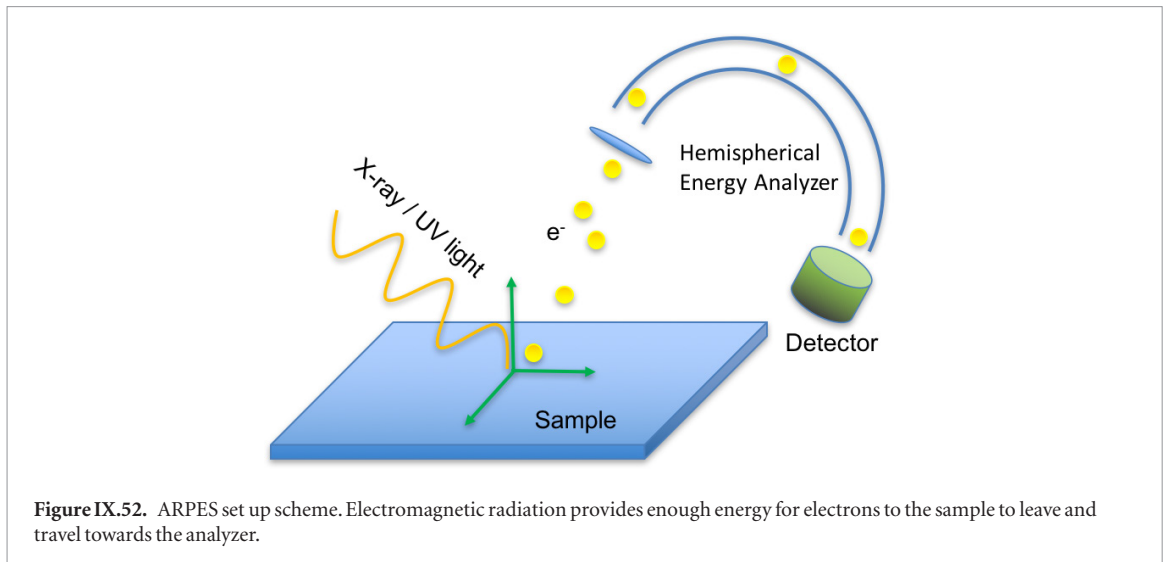 X-ray / UV light
e-
Hemispherical
Energy Analyzer
Detector
Sample
Figure IX.52. ARPES set up scheme. Electromagnetic radiation provides enough energy for electrons to the sample to leave and
travel towards the analyzer.